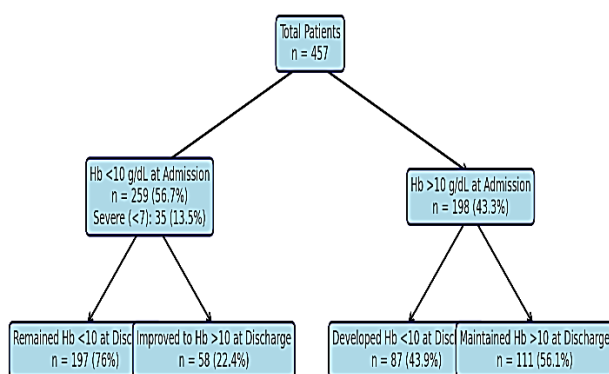 Total Patients
n = 457
Hb <10 g/dL at Admission
n = 259 (56.7%)
Severe (<7): 35 (13.5%)
Hb >10 g/dL at Admission
n = 198 (43.3%)
Remained Hb <10 at
n = 197 (76%)
Improved to Hb >10 at Discharge
n = 58 (22.4%)
Developed Hb <10 at
n = 87 (43.9%)
Maintained Hb >10 at Discharge
n = 111 (56.1%)